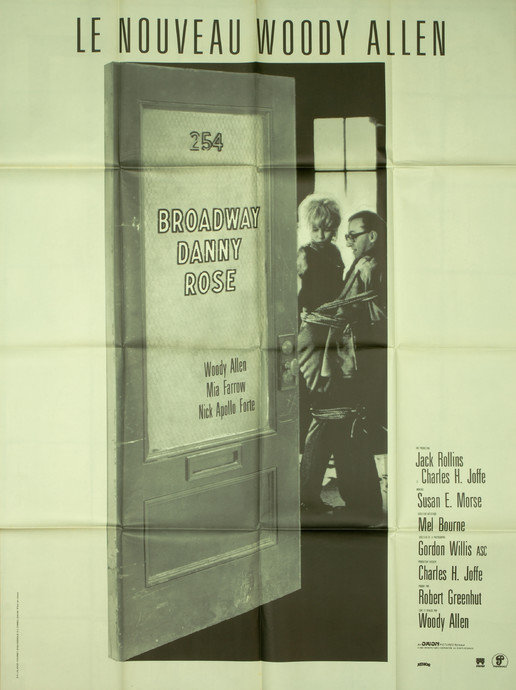 LE NOUVEAU WOODY ALLEN
254
BROADWAY
DANNY
ROSE
Woody Allen
Mia Farrow
Nick Apollo Forte
Jack Rollins
Charles H. Joffe
Susan E. Morse
Mel Bourne
Gordon Willis ASC
Charles H. Joffe
Robert Greenhut
Woody Allen
ORION